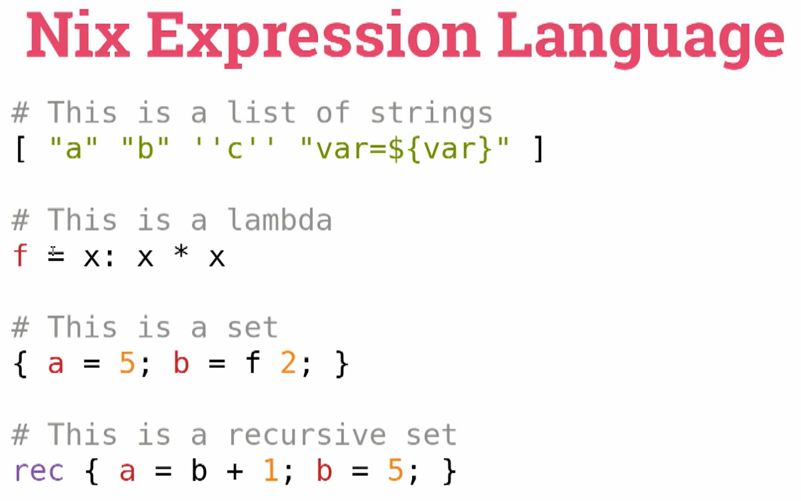 Nix Expression Language
# This is a list of strings
[ "a" "b" ''c'' "var=${var}" ]
# This is a lambda
f = x: x * x
# This is a set
{ a = 5; b = f 2; }
# This is a recursive set
rec { a = b + 1; b = 5; }